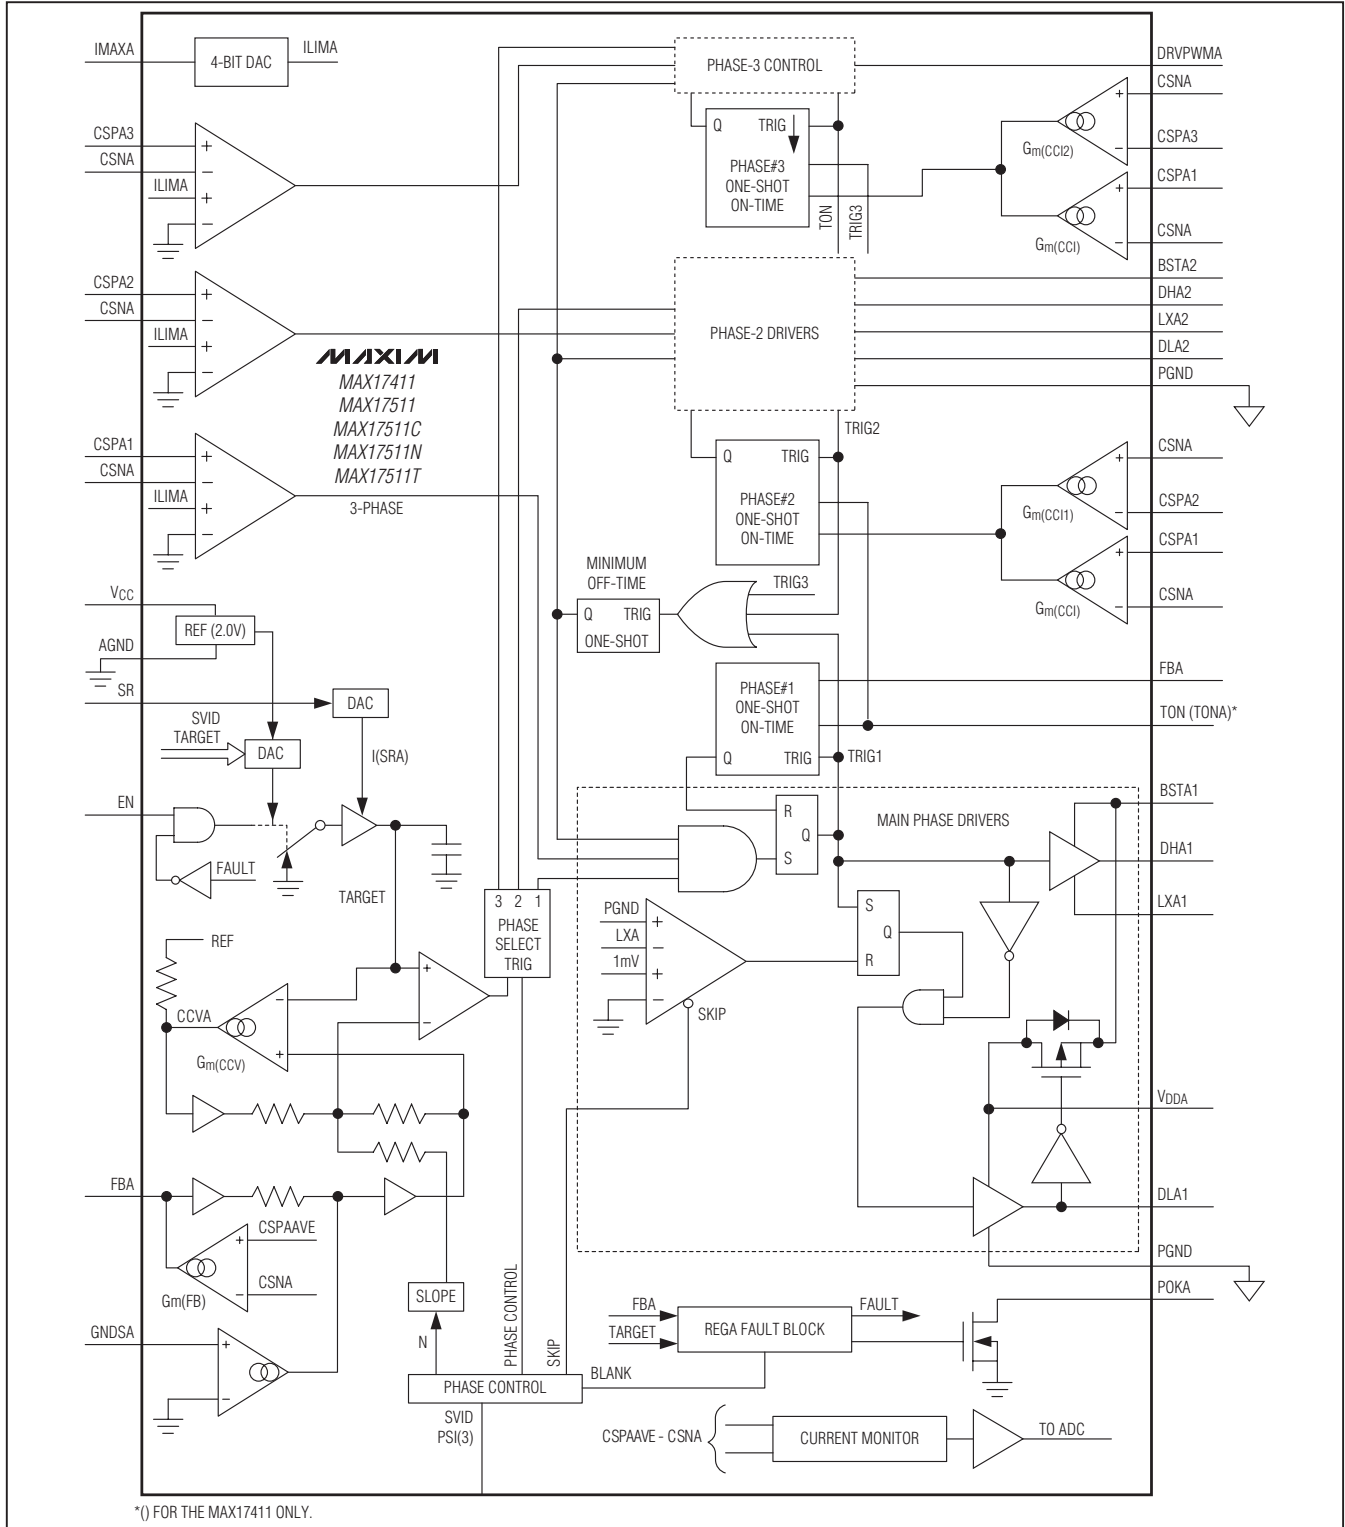 IMAXA
4-BIT DAC
ILIMA
PHASE-3 CONTROL
DRVPWMA
CSNA
+
Gm(CCI2)
−
CSPA3
Q TRIG
PHASE#3
ONE-SHOT
ON-TIME
TON
TRIG3
CSPA1
+
Gm(CCI)
−
CSNA
CSPA3
CSNA
ILIMA
+
−
+
−
BSTA2
DHA2
LXA2
DLA2
PGND
PHASE-2 DRIVERS
CSPA2
CSNA
ILIMA
+
−
+
−
MAXIM
MAX17411
MAX17511
MAX17511C
MAX17511N
MAX17511T
3-PHASE
CSPA1
CSNA
ILIMA
+
−
+
−
TRIG2
Q TRIG
PHASE#2
ONE-SHOT
ON-TIME
CSNA
+
Gm(CCI1)
−
CSPA2
CSPA1
+
Gm(CCI)
−
CSNA
MINIMUM
OFF-TIME
Q TRIG
ONE-SHOT
TRIG3
VCC
REF (2.0V)
AGND
SR
DAC
SVID
TARGET
DAC
I(SRA)
PHASE#1
ONE-SHOT
ON-TIME
Q TRIG
TRIG1
FBA
TON (TONA)*
EN
FAULT
TARGET
R
Q
S
MAIN PHASE DRIVERS
BSTA1
DHA1
LXA1
3 2 1
PHASE
SELECT
TRIG
PGND
LXA
1mV
+
−
+
−
SKIP
S
Q
R
REF
CCVA
−
+
Gm(CCV)
+
−
VDDA
DLA1
PGND
POKA
FBA
CSPAAVE
+
−
CSNA
Gm(FB)
GNDSA
+
−
SLOPE
N
PHASE CONTROL
SKIP
PHASE CONTROL
BLANK
SVID
PSI(3)
FBA
TARGET
REGA FAULT BLOCK
FAULT
CSPAAVE - CSNA
CURRENT MONITOR
TO ADC
*() FOR THE MAX17411 ONLY.